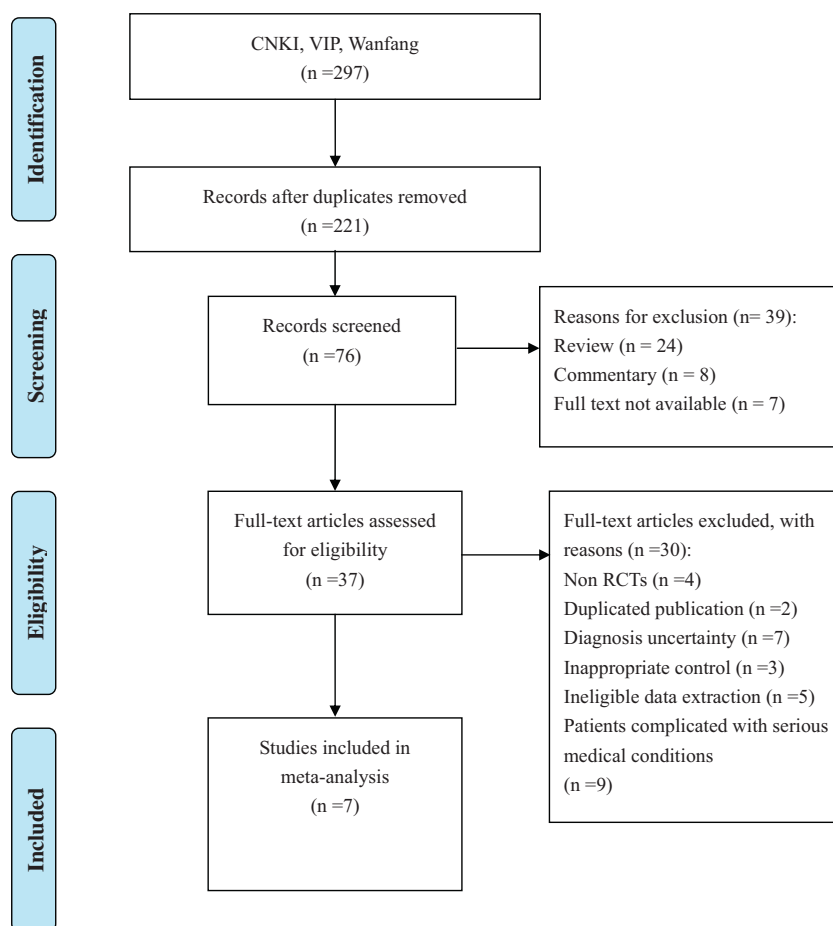 Identification
CNKI, VIP, Wanfang
(n =297)
Records after duplicates removed
(n =221)
Screening
Records screened
(n =76)
Reasons for exclusion (n= 39):
Review (n = 24)
Commentary (n = 8)
Full text not available (n = 7)
Eligibility
Full-text articles assessed
for eligibility
(n = 37)
Full-text articles excluded, with
reasons (n =30):
Non RCTs (n =4)
Duplicated publication (n =2)
Diagnosis uncertainty (n =7)
Inappropriate control (n =3)
Ineligible data extraction (n =5)
Patients complicated with serious
medical conditions
(n =9)
Included
Studies included in
meta-analysis
(n =7)